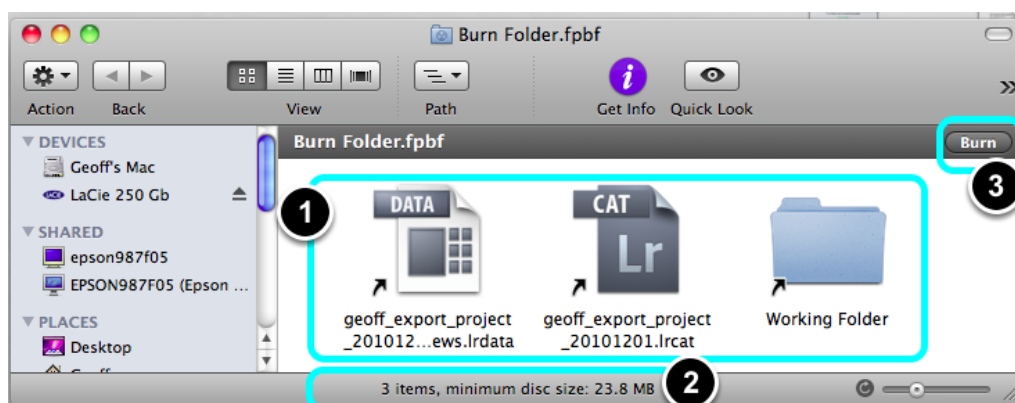 Burn Folder.fpbf
Action
Back
View
Path
Get Info
Quick Look
DEVICES
Geoff's Mac
LaCie 250 Gb
SHARED
epson987f05
EPSON987F05 (Epson ...
PLACES
Desktop
Burn Folder.fpbf
Burn
3
1
DATA
geoff_export_project
_201012...ews.lrdata
CAT
Lr
geoff_export_project
_20101201.lrcat
Working Folder
3 items, minimum disc size: 23.8 MB
2